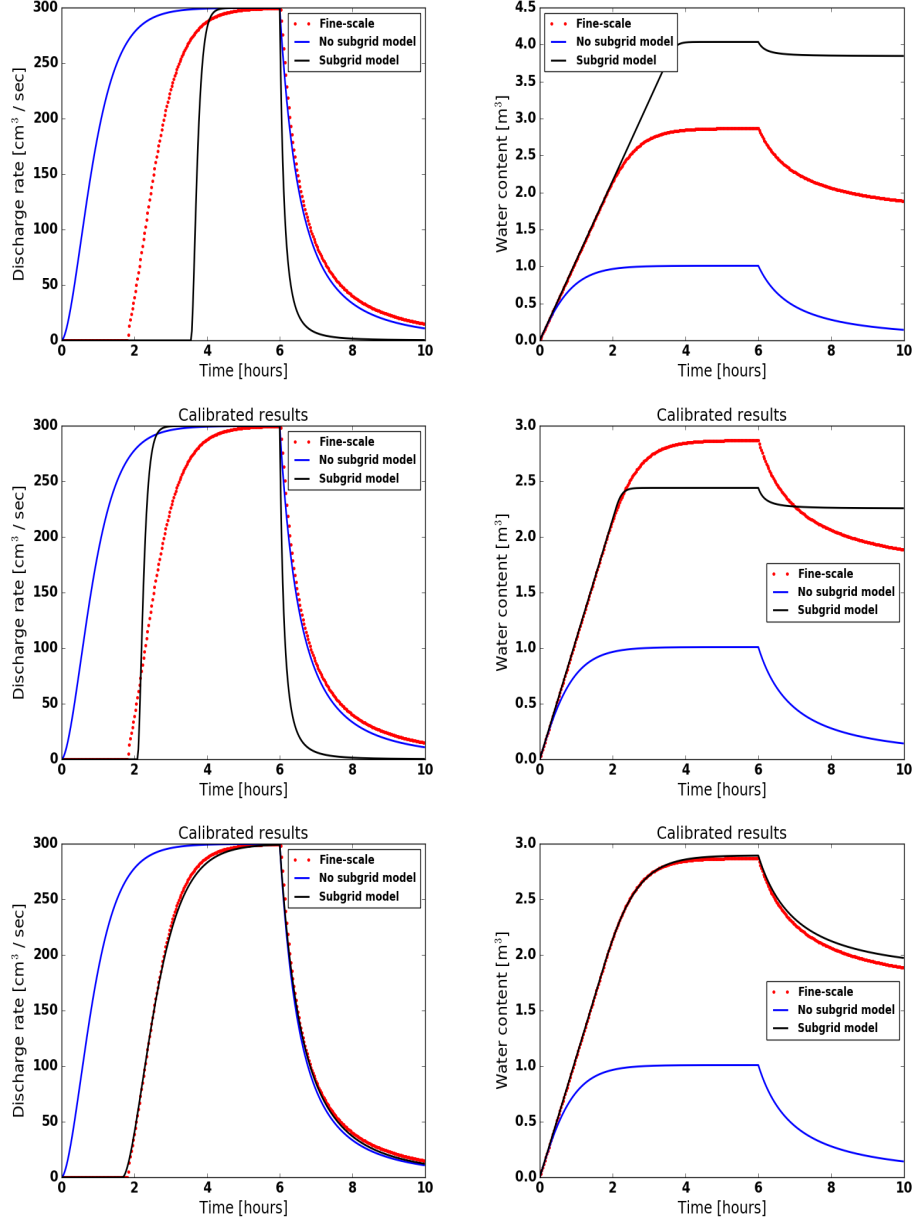 300
250
200
150
100
50
0
Discharge rate [cm³ / sec]
Fine-scale
No subgrid model
Subgrid model
0 2 4 6 8 10
Time [hours]
4.5
4.0
3.5
3.0
2.5
2.0
1.5
1.0
0.5
0.0
Water content [m³]
Fine-scale
No subgrid model
Subgrid model
0 2 4 6 8 10
Time [hours]
Calibrated results
300
250
200
150
100
50
0
Discharge rate [cm³ / sec]
Fine-scale
No subgrid model
Subgrid model
0 2 4 6 8 10
Time [hours]
Calibrated results
3.0
2.5
2.0
1.5
1.0
0.5
0.0
Water content [m³]
Fine-scale
No subgrid model
Subgrid model
0 2 4 6 8 10
Time [hours]
Calibrated results
300
250
200
150
100
50
0
Discharge rate [cm³ / sec]
Fine-scale
No subgrid model
Subgrid model
0 2 4 6 8 10
Time [hours]
Calibrated results
3.0
2.5
2.0
1.5
1.0
0.5
0.0
Water content [m³]
Fine-scale
No subgrid model
Subgrid model
0 2 4 6 8 10
Time [hours]